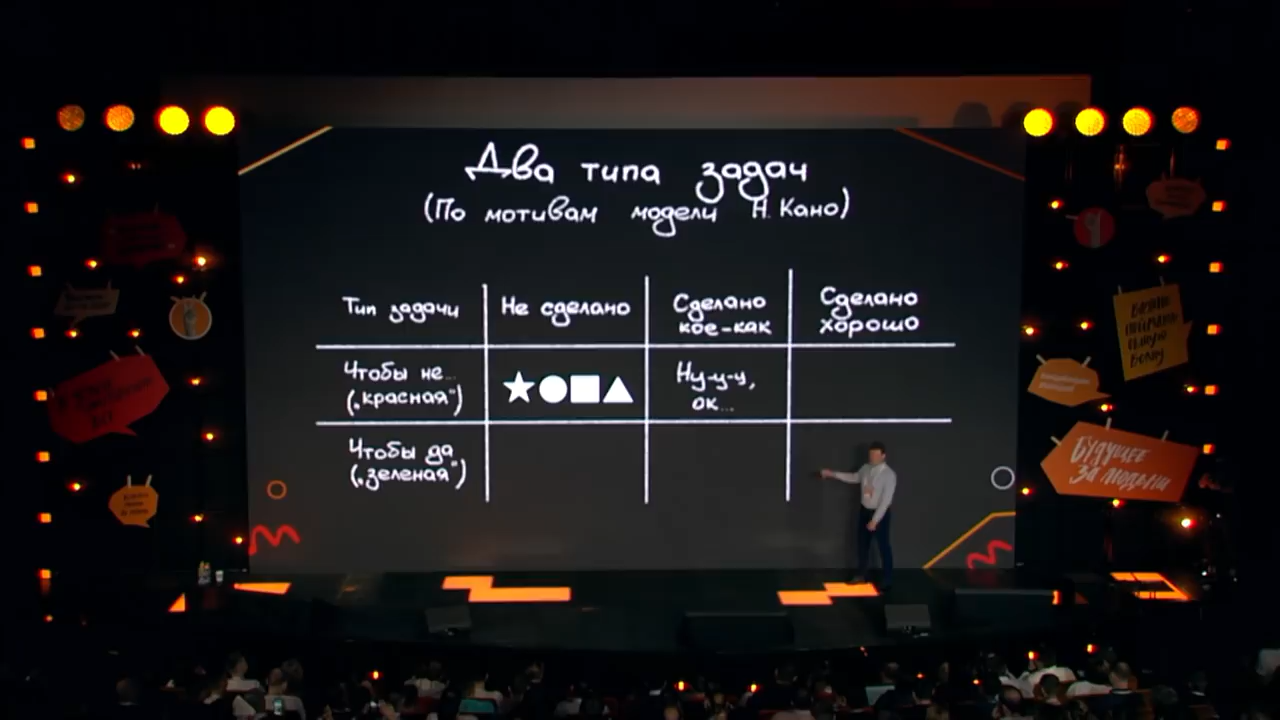 Два типа задач
(По мотивам модели Н. Кано)
Тип задачи
Не сделано
Сделано
кое-как
Сделано
хорошо
Чтобы не...
(„красная")
Ну-у-у,
ок...
Чтобы да
(„зеленая")
БУДУЩЕЕ
ЗА ЛЮДЬМИ